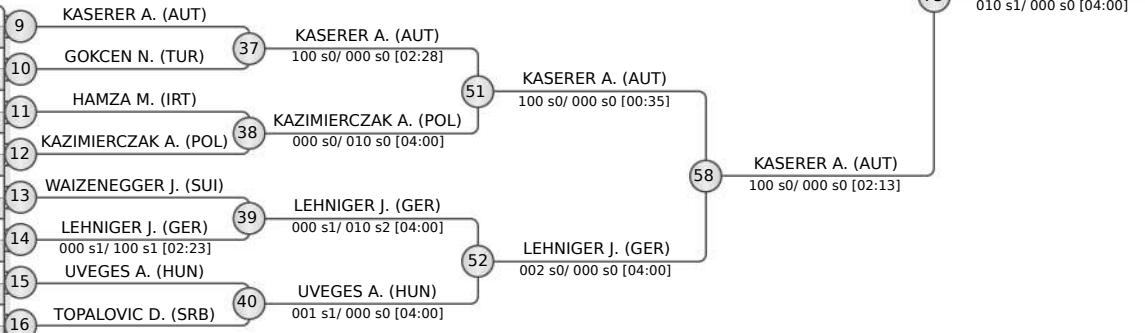 010 s1/ 000 s0 [04:00]
9
KASERER A. (AUT)
10
GOKCEN N. (TUR)
11
HAMZA M. (IRT)
12
KAZIMIERCZAK A. (POL)
13
WAIZENEGGER J. (SUI)
14
LEHNIGER J. (GER)
000 s1/ 100 s1 [02:23]
15
UVEGES A. (HUN)
16
TOPALOVIC D. (SRB)
37
KASERER A. (AUT)
100 s0/ 000 s0 [02:28]
38
KAZIMIERCZAK A. (POL)
000 s0/ 010 s0 [04:00]
39
LEHNIGER J. (GER)
000 s1/ 010 s2 [04:00]
40
UVEGES A. (HUN)
001 s1/ 000 s0 [04:00]
51
KASERER A. (AUT)
100 s0/ 000 s0 [00:35]
52
LEHNIGER J. (GER)
002 s0/ 000 s0 [04:00]
58
KASERER A. (AUT)
100 s0/ 000 s0 [02:13]